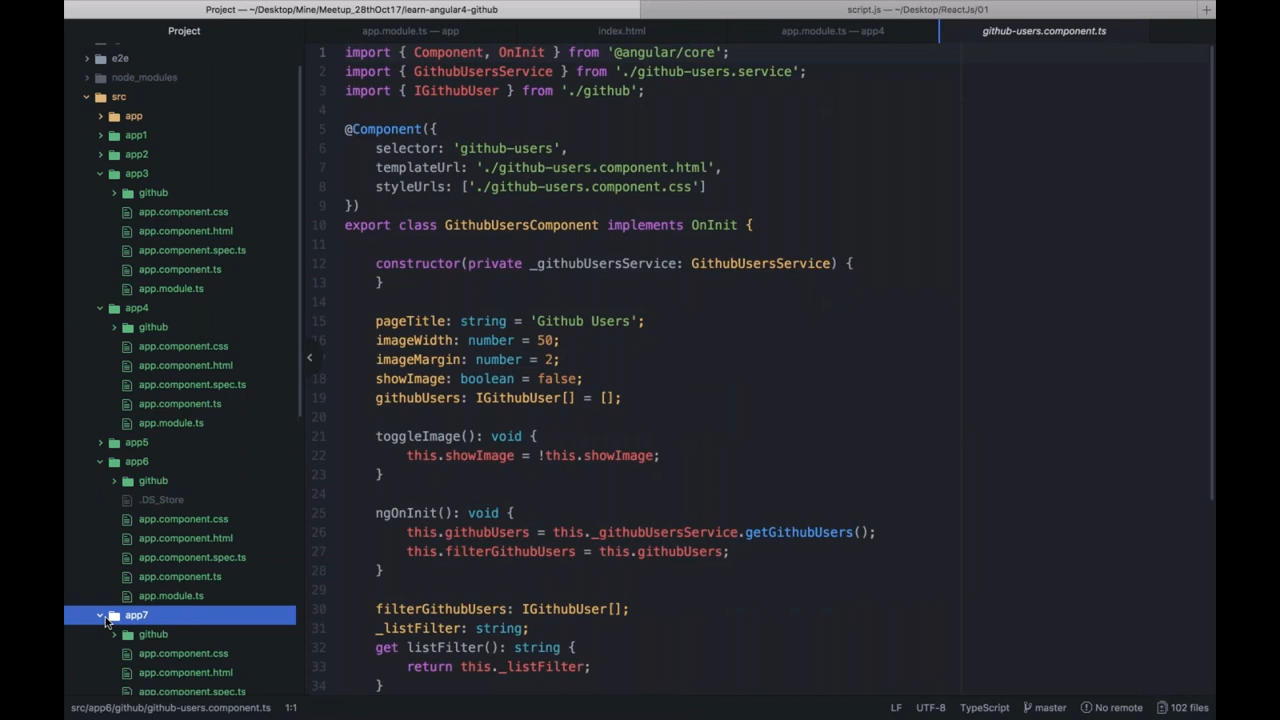 Project — ~/Desktop/Mine/Meetup_28thOct17/learn-angular4-github
script.js — ~/Desktop/ReactJs/01
Project
app.module.ts — app
index.html
app.module.ts — app4
github-users.component.ts
e2e
node_modules
src
app
app1
app2
app3
github
app.component.css
app.component.html
app.component.spec.ts
app.component.ts
app.module.ts
app4
github
app.component.css
app.component.html
app.component.spec.ts
app.component.ts
app.module.ts
app5
app6
github
.DS_Store
app.component.css
app.component.html
app.component.spec.ts
app.component.ts
app.module.ts
app7
github
app.component.css
app.component.html
app.component.spec.ts
1 import { Component, OnInit } from '@angular/core';
2 import { GithubUsersService } from './github-users.service';
3 import { IGithubUser } from './github';
4
5 @Component({
6 selector: 'github-users',
7 templateUrl: './github-users.component.html',
8 styleUrls: ['./github-users.component.css']
9 })
10 export class GithubUsersComponent implements OnInit {
11
12 constructor(private _githubUsersService: GithubUsersService) {
13 }
14
15 pageTitle: string = 'Github Users';
16 imageWidth: number = 50;
imageMargin: number = 2;
18 showImage: boolean = false;
19 githubUsers: IGithubUser[] = [];
20
21 toggleImage(): void {
22 this.showImage = !this.showImage;
23 }
24
25 ngOnInit(): void {
26 this.githubUsers = this._githubUsersService.getGithubUsers();
27 this.filterGithubUsers = this.githubUsers;
28 }
29
30 filterGithubUsers: IGithubUser[];
31 _listFilter: string;
32 get listFilter(): string {
33 return this._listFilter;
34 }
src/app6/github/github-users.component.ts 1:1
LF UTF-8 TypeScript master No remote 102 files